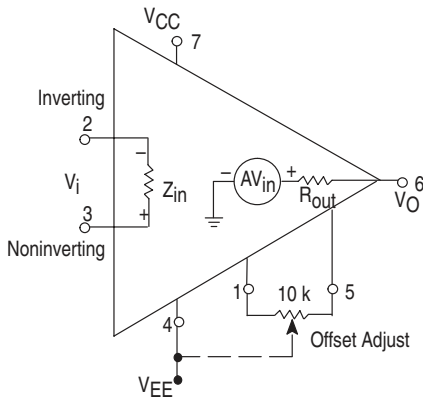 VCC
7
Inverting
2
−
Vi
Zin
3
+
Noninverting
− AVin +
Rout
6
VO
1
10 k
5
4
Offset Adjust
VEE